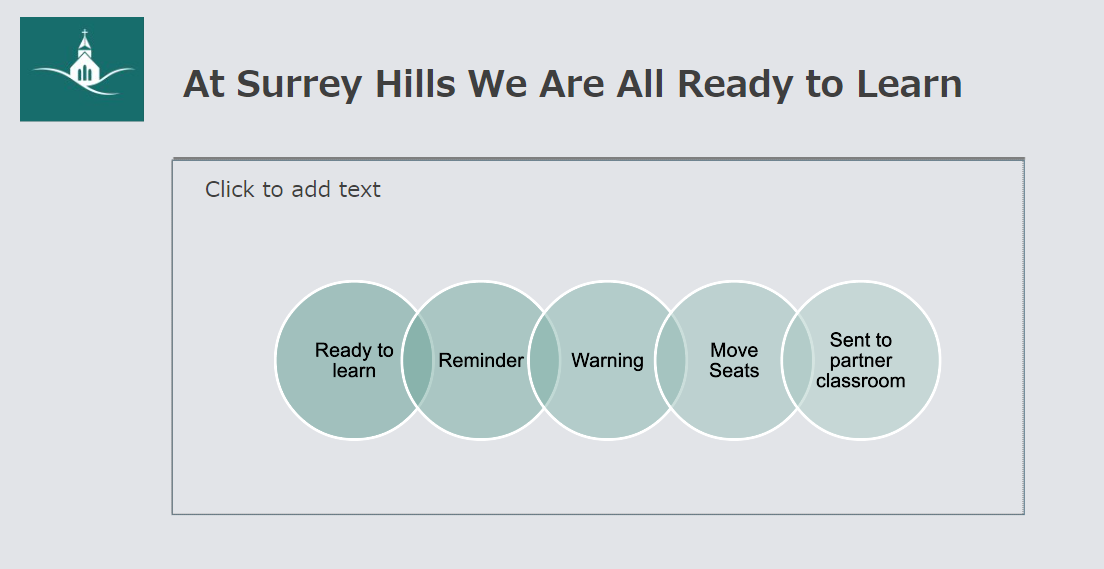 At Surrey Hills We Are All Ready to Learn
Click to add text
Ready to
learn
Reminder
Warning
Move
Seats
Sent to
partner
classroom